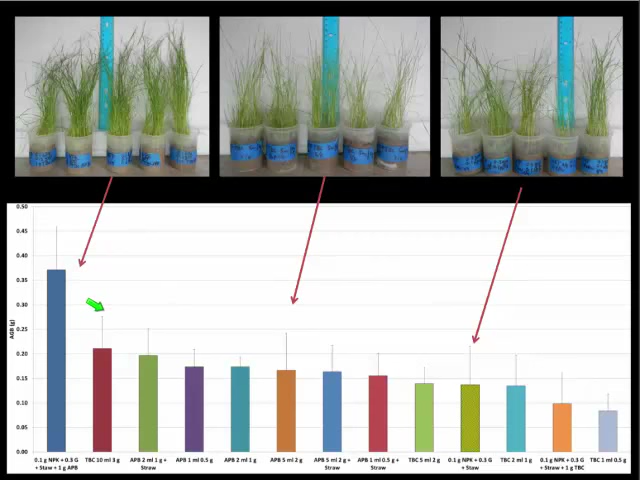 0.50
0.45
0.40
0.35
0.30
0.25
0.20
0.15
0.10
0.05
0.00
AGB (g)
0.1 g NPK + 0.3 G
+ Staw + 1 g APB
TBC 10 ml 3 g
APB 2 ml 1 g +
Straw
APB 1 ml 0.5 g
APB 2 ml 1 g
APB 5 ml 2 g
APB 5 ml 2 g +
Straw
APB 1 ml 0.5 g +
Straw
TBC 5 ml 2 g
0.1 g NPK + 0.3 G
+ Staw
TBC 2 ml 1 g
0.1 g NPK + 0.3 G
+ Straw + 1 g TBC
TBC 1 ml 0.5 g